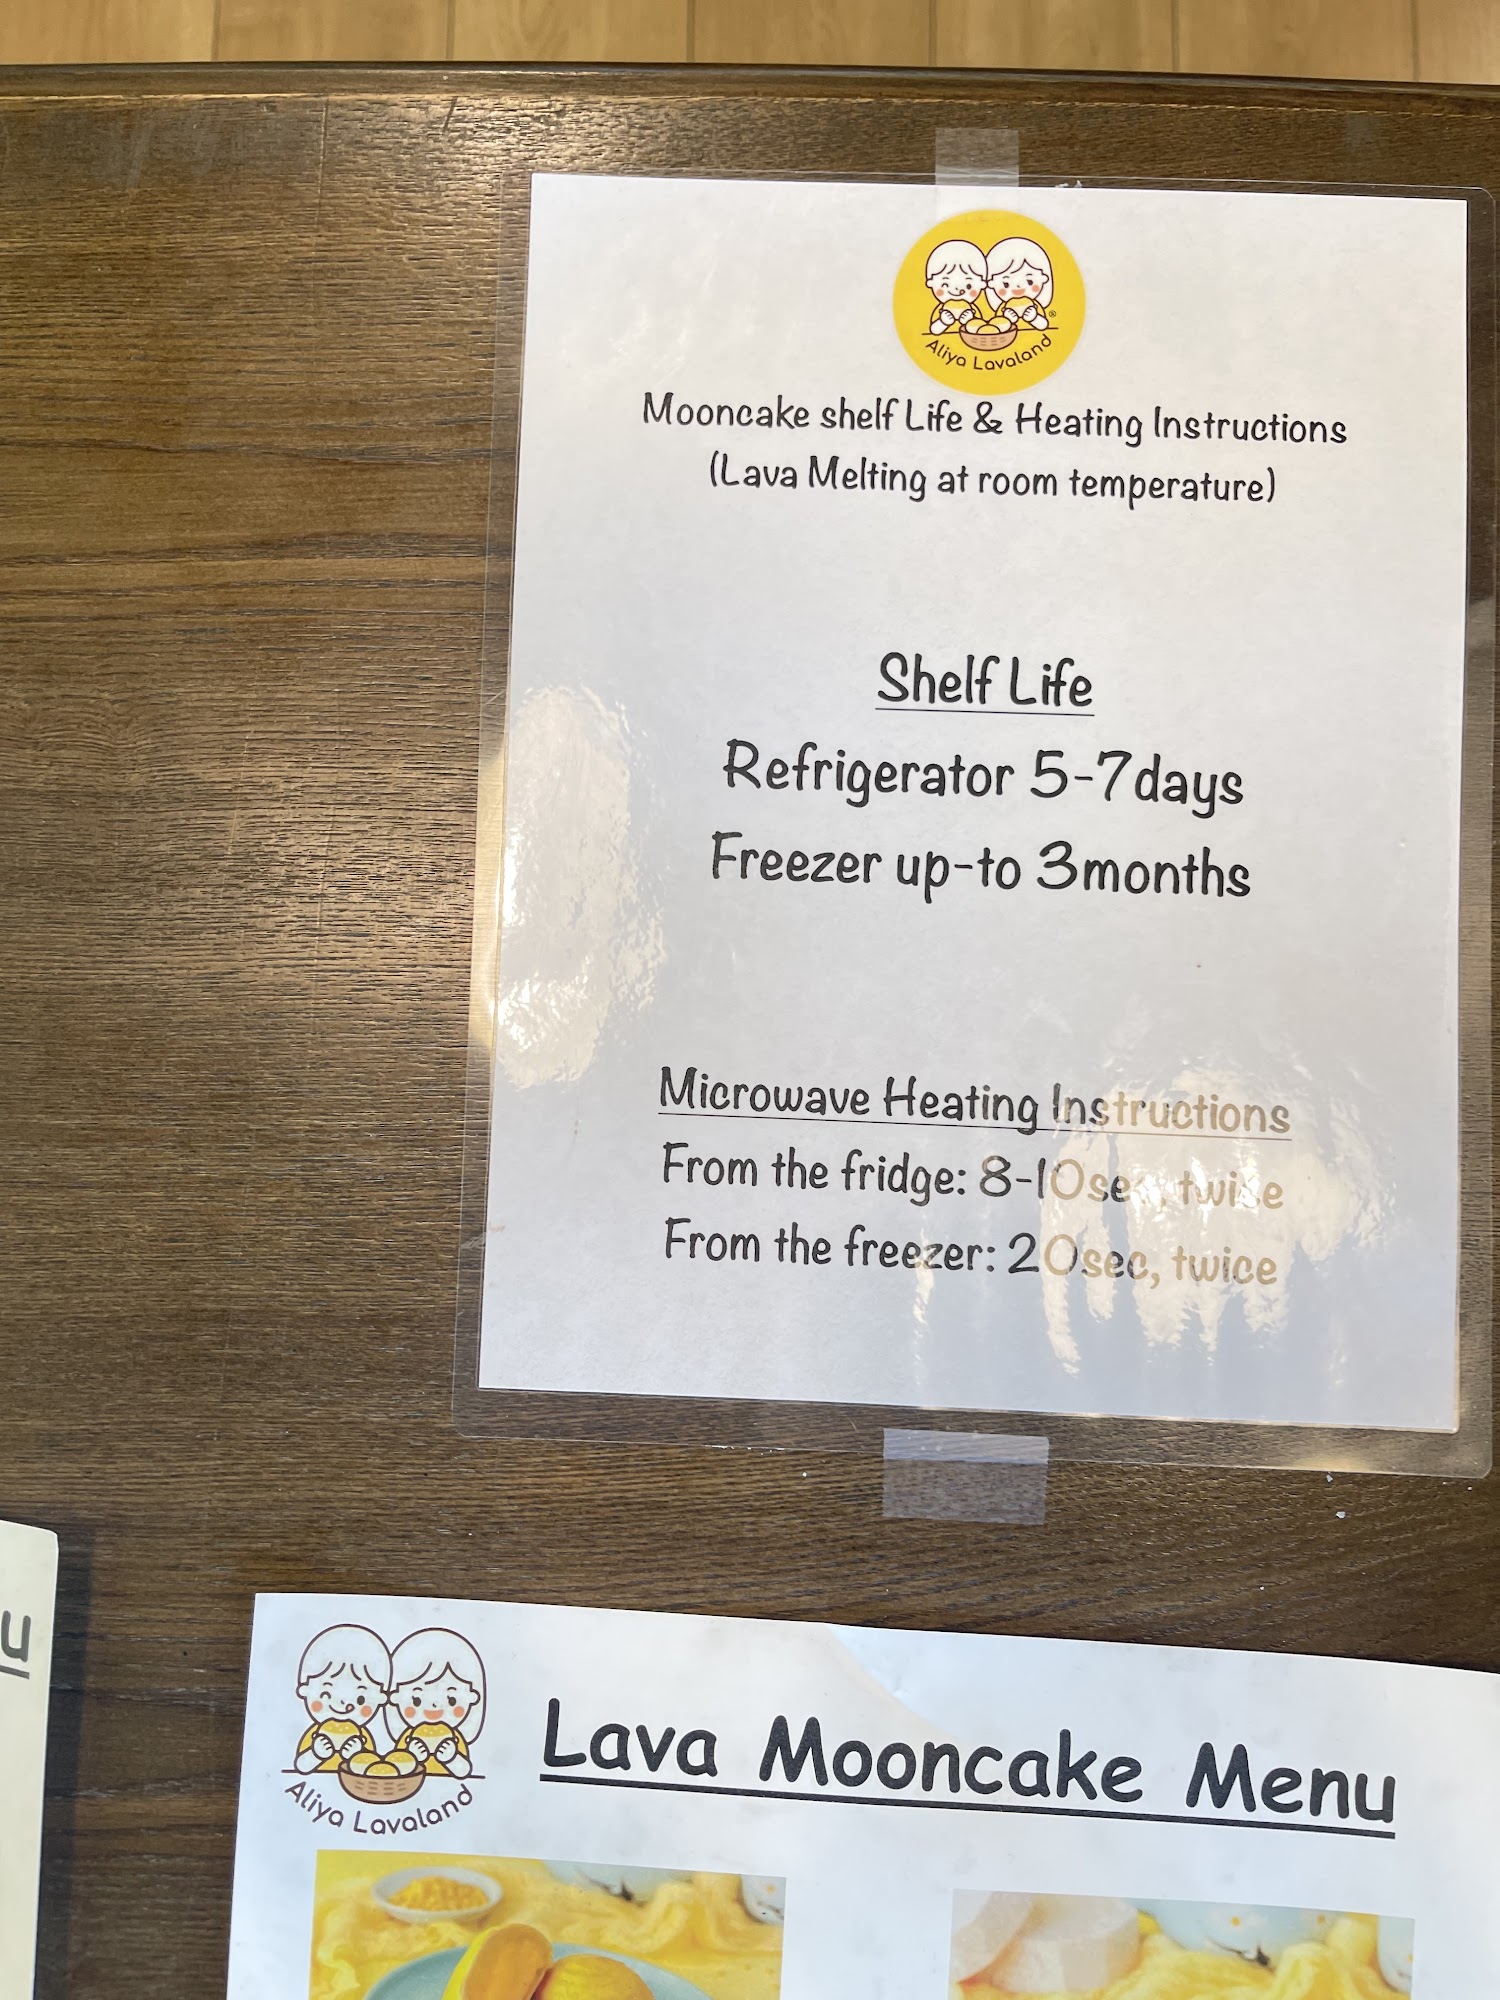 Aliya Lavaland
Mooncake shelf Life & Heating Instructions
(Lava Melting at room temperature)
Shelf Life
Refrigerator 5-7days
Freezer up-to 3months
Microwave Heating Instructions
From the fridge: 8-10sec, twice
From the freezer: 20sec, twice
Aliya Lavaland
Lava Mooncake Menu